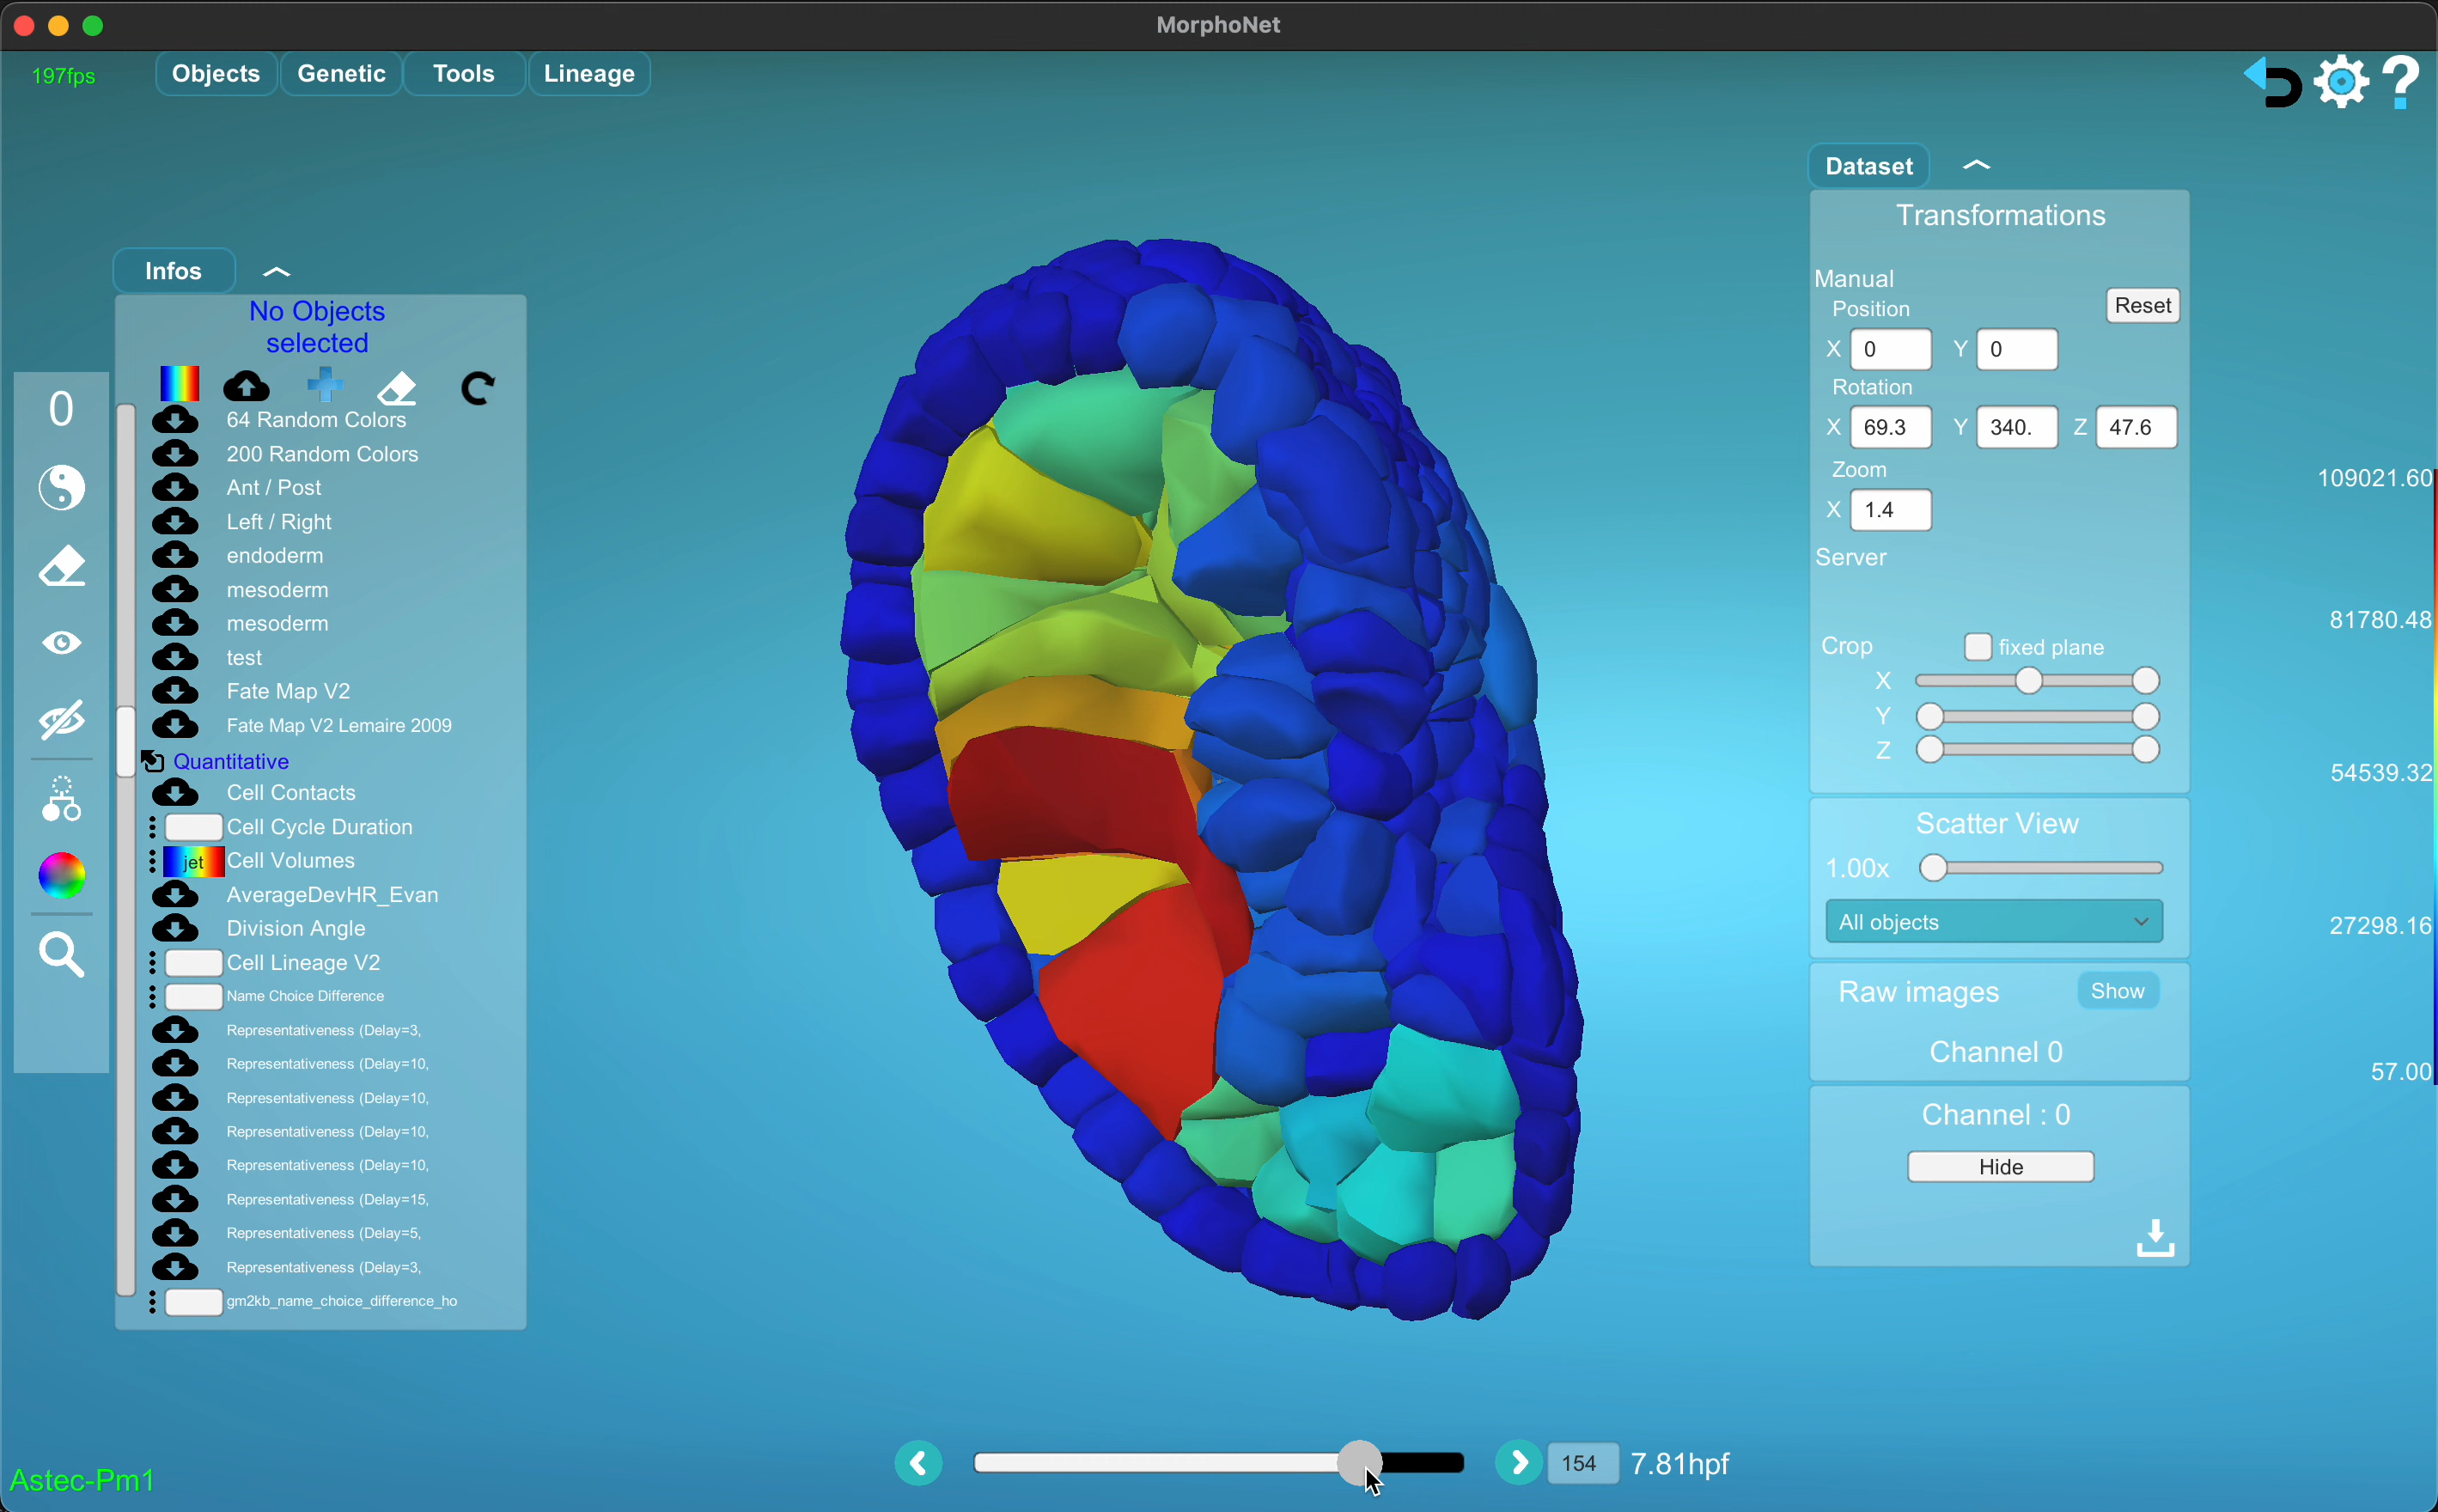 MorphoNet
197fps
Objects
Genetic
Tools
Lineage
Dataset
Transformations
Manual
Position
Reset
X 0 Y 0
Rotation
X 69.3 Y 340. Z 47.6
Zoom
X 1.4
Server
Crop
fixed plane
X
Y
Z
Scatter View
1.00x
All objects
Raw images
Show
Channel 0
Channel : 0
Hide
Infos
No Objects
selected
0
64 Random Colors
200 Random Colors
Ant / Post
Left / Right
endoderm
mesoderm
mesoderm
test
Fate Map V2
Fate Map V2 Lemaire 2009
Quantitative
Cell Contacts
Cell Cycle Duration
jet Cell Volumes
AverageDevHR_Evan
Division Angle
Cell Lineage V2
Name Choice Difference
Representativeness (Delay=3,
Representativeness (Delay=10,
Representativeness (Delay=10,
Representativeness (Delay=10,
Representativeness (Delay=10,
Representativeness (Delay=15,
Representativeness (Delay=5,
Representativeness (Delay=3,
gm2kb_name_choice_difference_ho
109021.60
81780.48
54539.32
27298.16
57.00
154
7.81hpf
Astec-Pm1